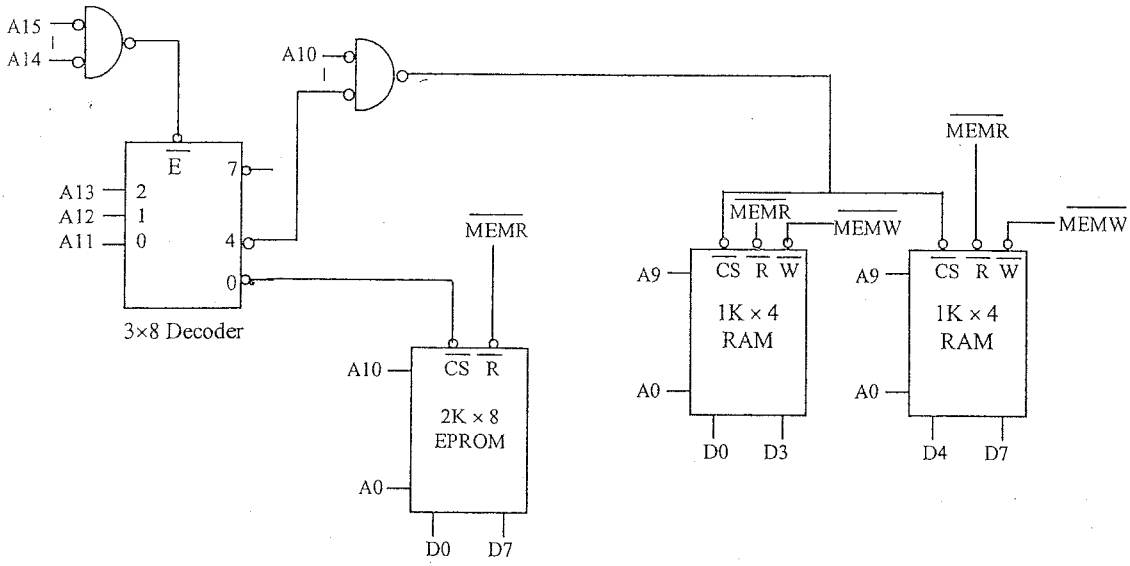 A15
A14
A10
E
7
A13
2
A12
1
A11
0
4
0
3×8 Decoder
MEMR
CS R
A10
2K × 8
EPROM
A0
D0
D7
MEMR
MEMW
MEMR
MEMW
A9
CS R W
1K × 4
RAM
A0
D0
D3
A9
CS R W
1K × 4
RAM
A0
D4
D7